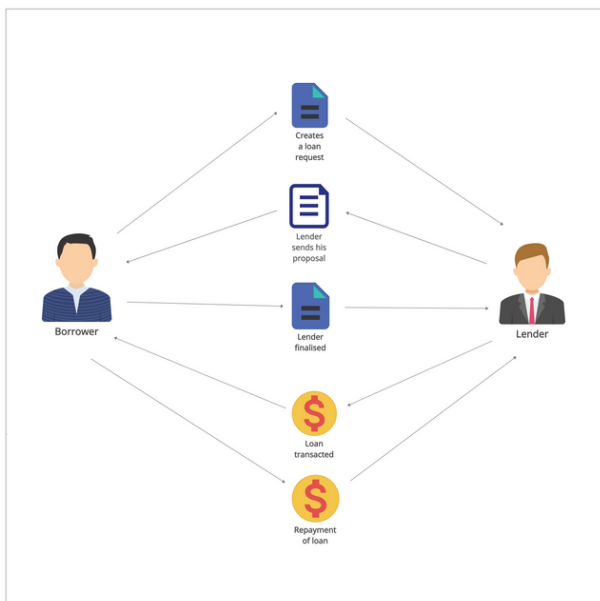 Creates
a loan
request
Lender
sends his
proposal
Borrower
Lender
Lender
finalised
Loan
transacted
Repayment
of loan